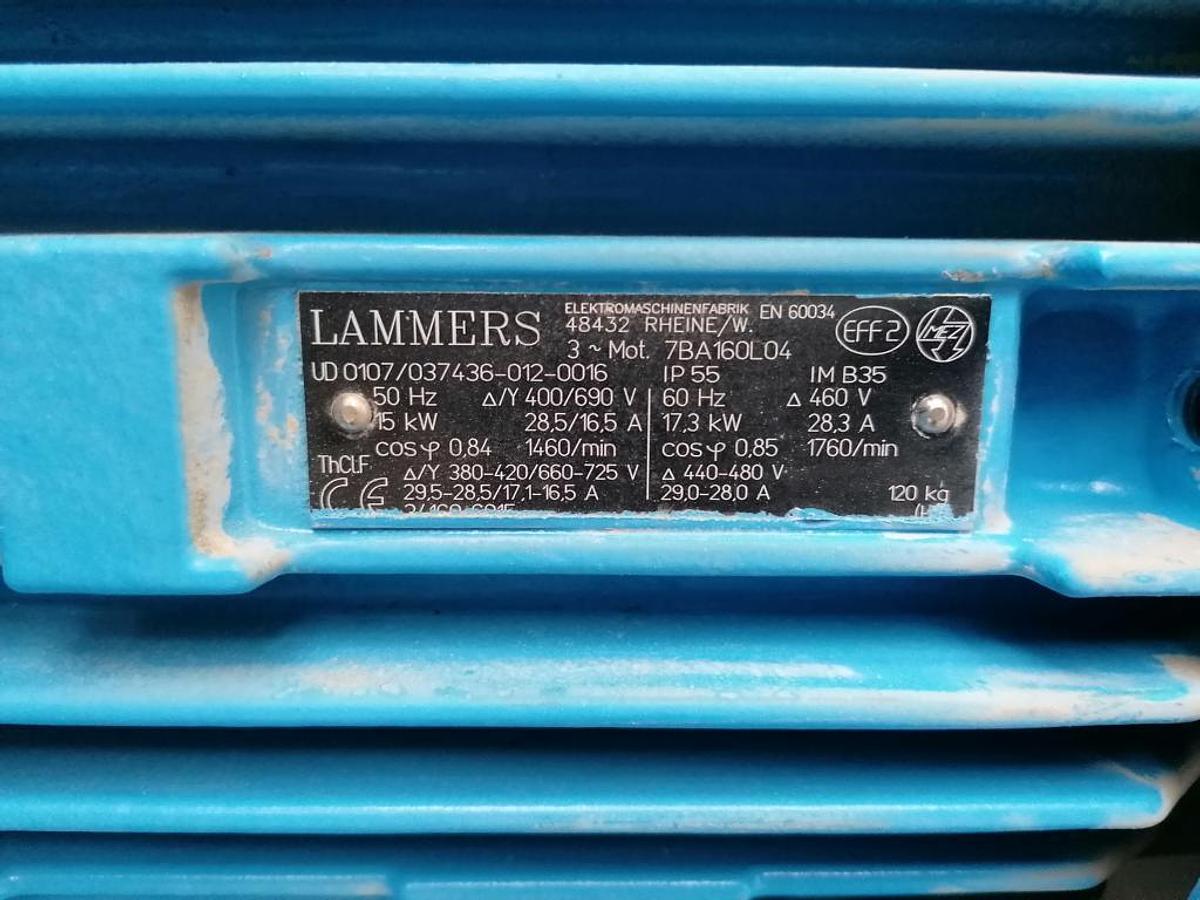 LAMMERS
ELEKTROMASCHINENFABRIK EN 60034
48432 RHEINE/W.
EFF 2
MEZ
3 ~ Mot. 7BA160L04
UD 0107/037436-012-0016 IP 55 IM B35
50 Hz Δ/Y 400/690 V 60 Hz Δ 460 V
15 kW 28,5/16,5 A 17,3 kW 28,3 A
cos φ 0,84 1460/min cos φ 0,85 1760/min
Th.Cl.F Δ/Y 380-420/660-725 V Δ 440-480 V
CE 29,5-28,5/17,1-16,5 A 29,0-28,0 A 120 kg